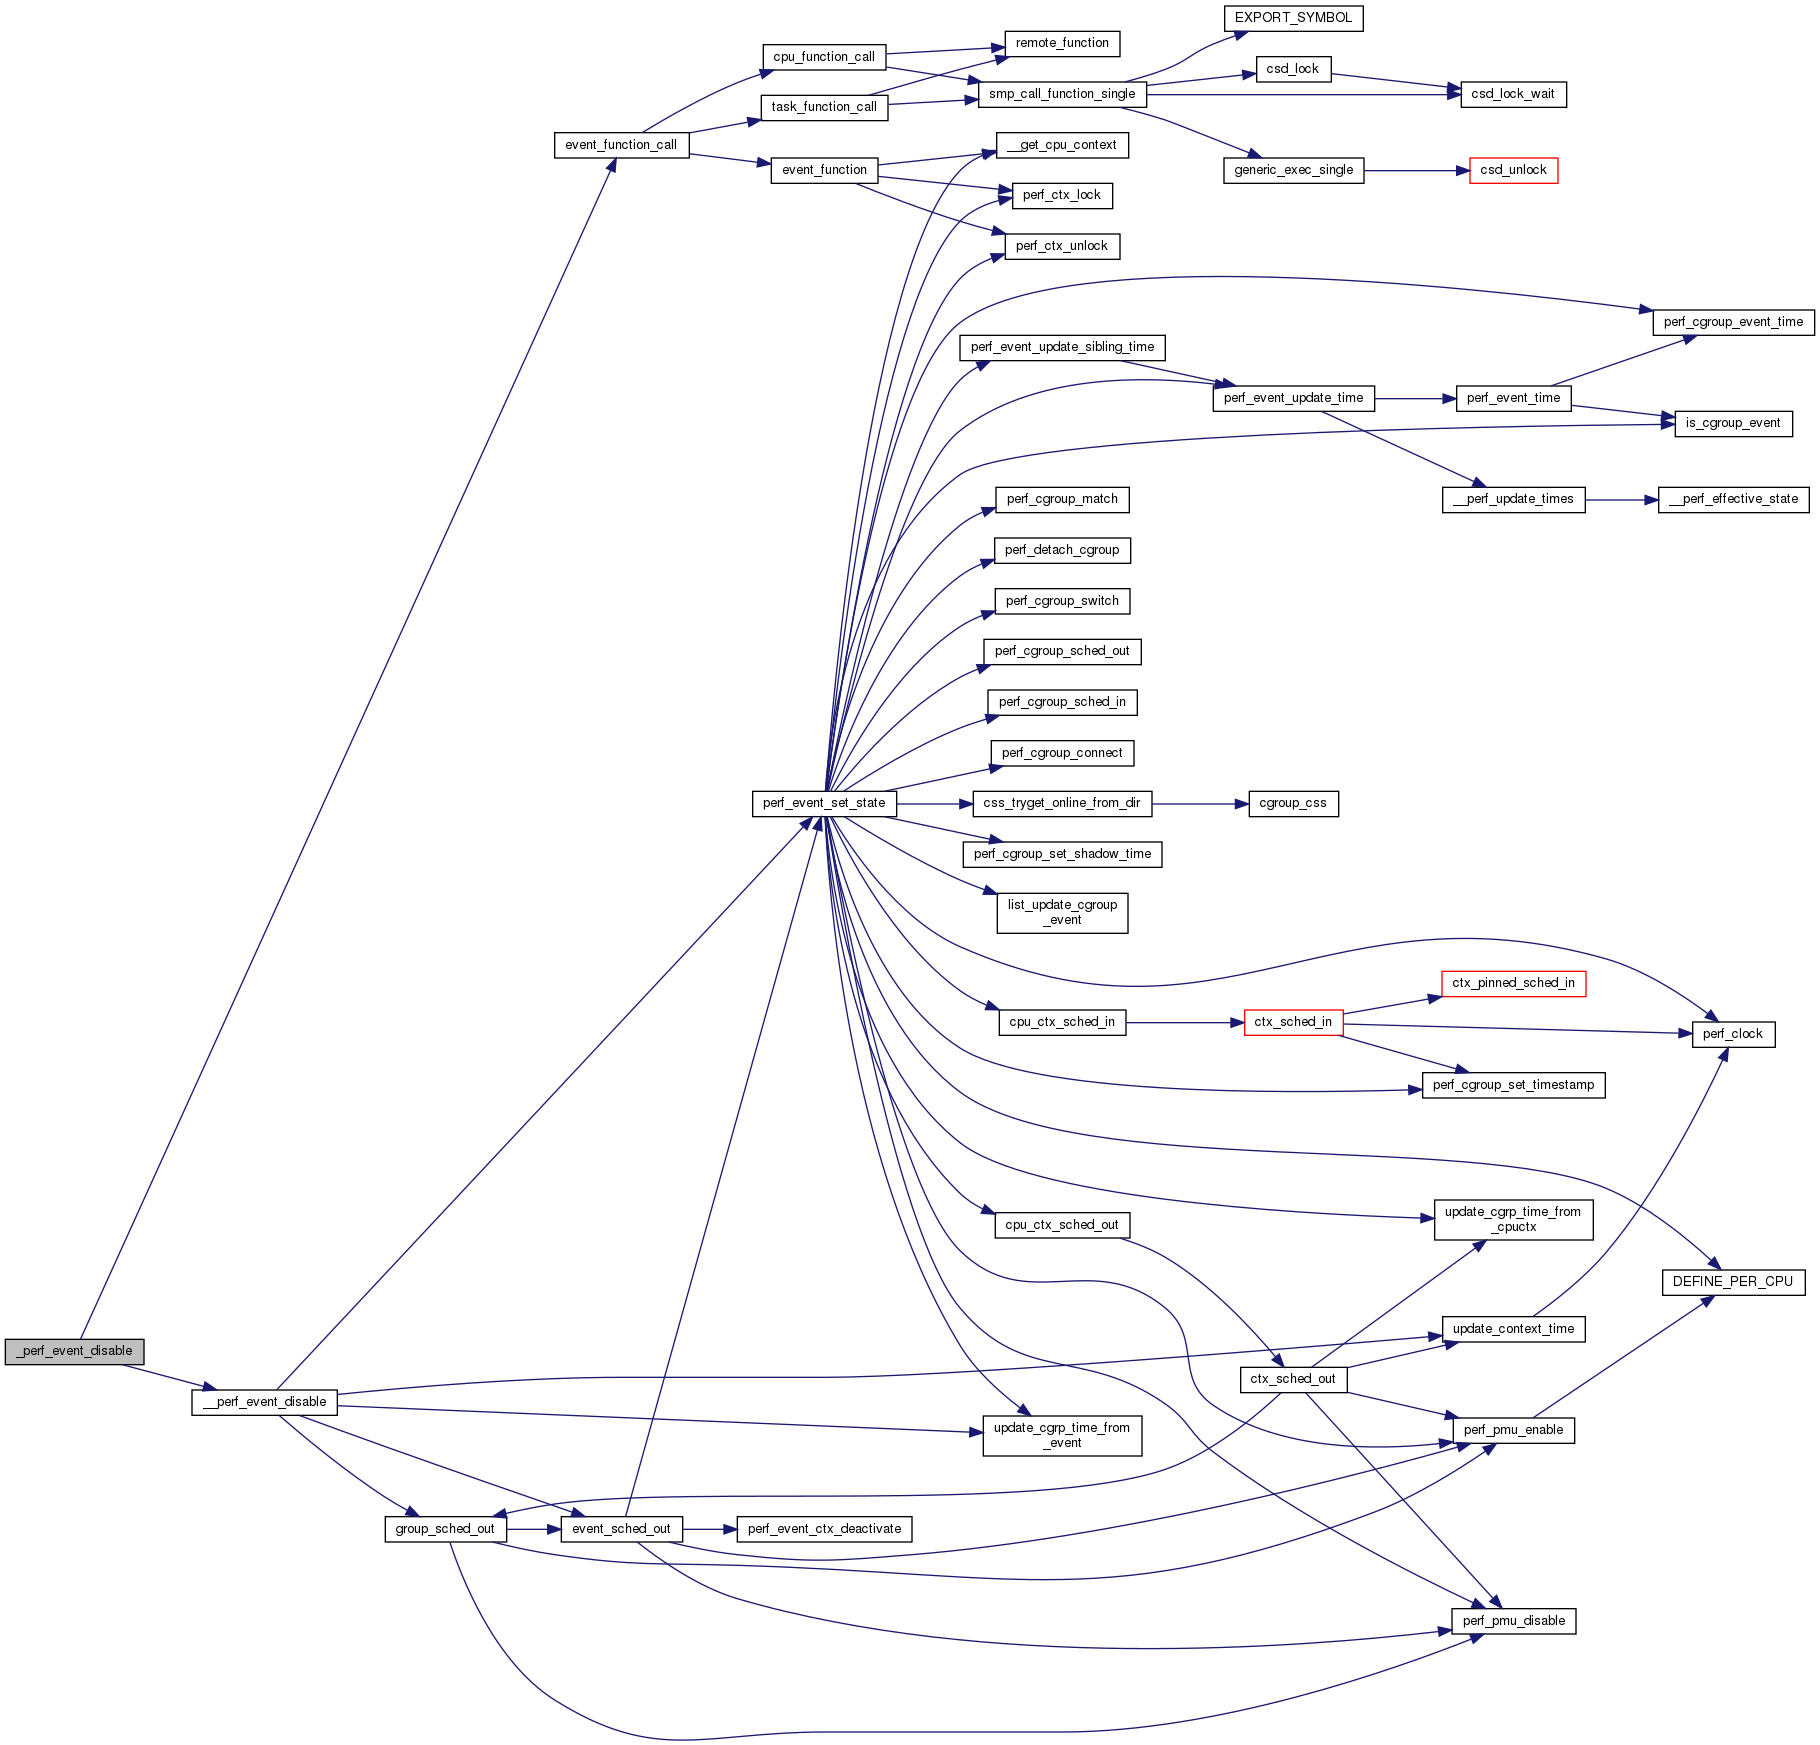 EXPORT_SYMBOL
remote_function
cpu_function_call
csd_lock
smp_call_function_single
csd_lock_wait
task_function_call
event_function_call
__get_cpu_context
event_function
generic_exec_single
csd_unlock
perf_ctx_lock
perf_ctx_unlock
perf_cgroup_event_time
perf_event_update_sibling_time
perf_event_update_time
perf_event_time
is_cgroup_event
perf_cgroup_match
__perf_update_times
__perf_effective_state
perf_detach_cgroup
perf_cgroup_switch
perf_cgroup_sched_out
perf_cgroup_sched_in
perf_cgroup_connect
perf_event_set_state
css_tryget_online_from_dir
cgroup_css
perf_cgroup_set_shadow_time
list_update_cgroup
_event
ctx_pinned_sched_in
cpu_ctx_sched_in
ctx_sched_in
perf_clock
perf_cgroup_set_timestamp
cpu_ctx_sched_out
update_cgrp_time_from
_cpuctx
DEFINE_PER_CPU
update_context_time
_perf_event_disable
ctx_sched_out
__perf_event_disable
update_cgrp_time_from
_event
perf_pmu_enable
group_sched_out
event_sched_out
perf_event_ctx_deactivate
perf_pmu_disable